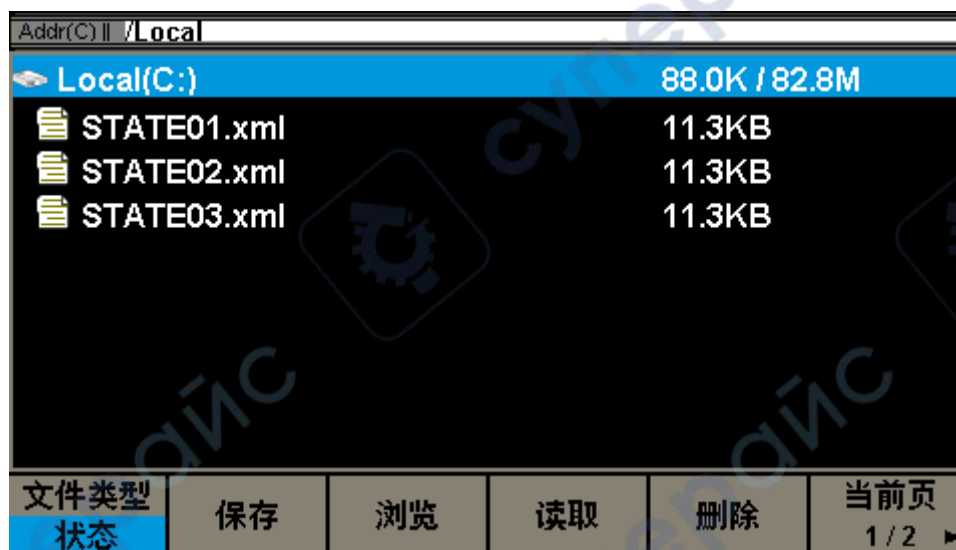 Addr(C) || /Local
Local(C:) 88.0K / 82.8M
STATE01.xml 11.3KB
STATE02.xml 11.3KB
STATE03.xml 11.3KB
文件类型 保存 浏览 读取 删除 当前页
状态 1 / 2